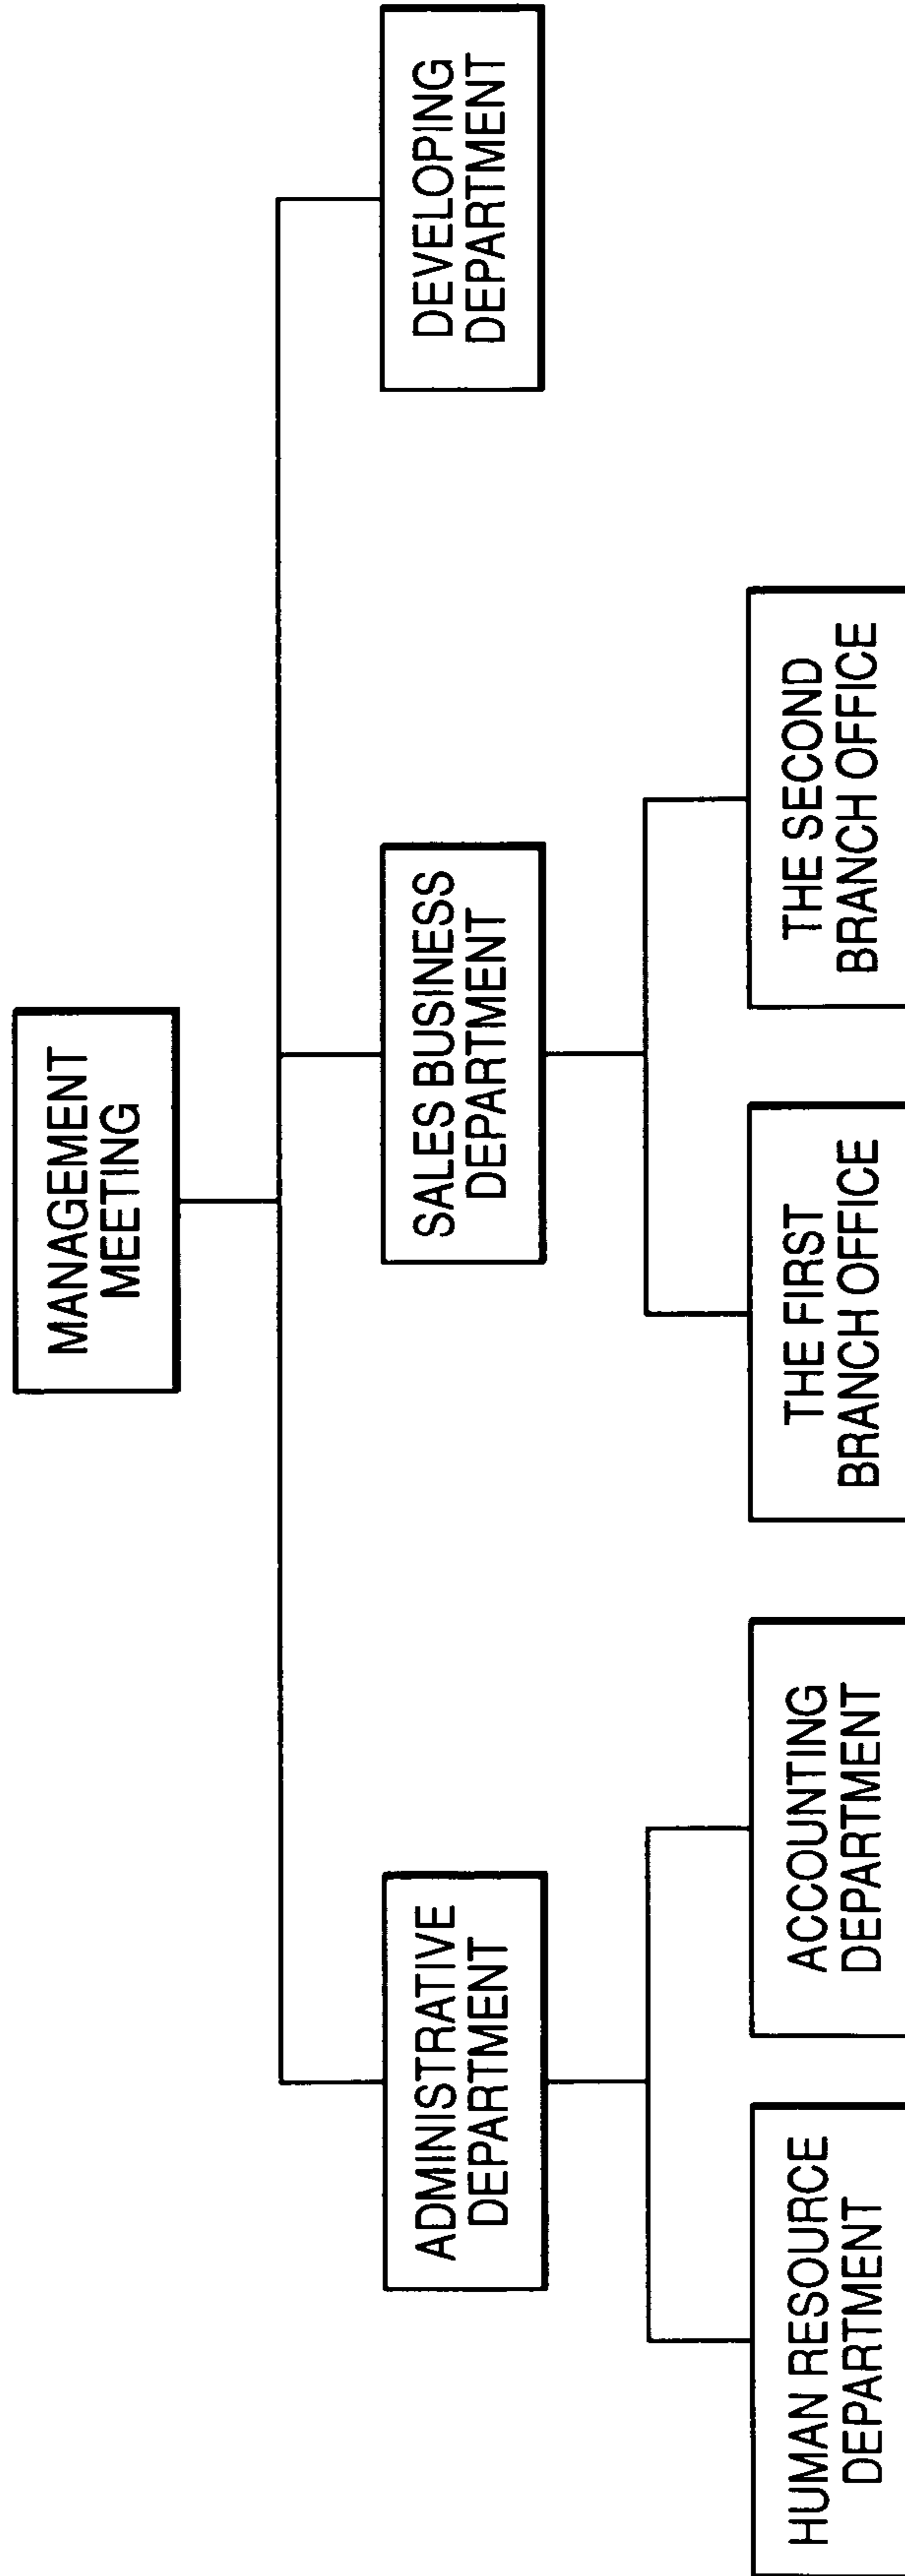 MANAGEMENT
MEETING
ADMINISTRATIVE
DEPARTMENT
SALES BUSINESS
DEPARTMENT
DEVELOPING
DEPARTMENT
HUMAN RESOURCE
DEPARTMENT
ACCOUNTING
DEPARTMENT
THE FIRST
BRANCH OFFICE
THE SECOND
BRANCH OFFICE